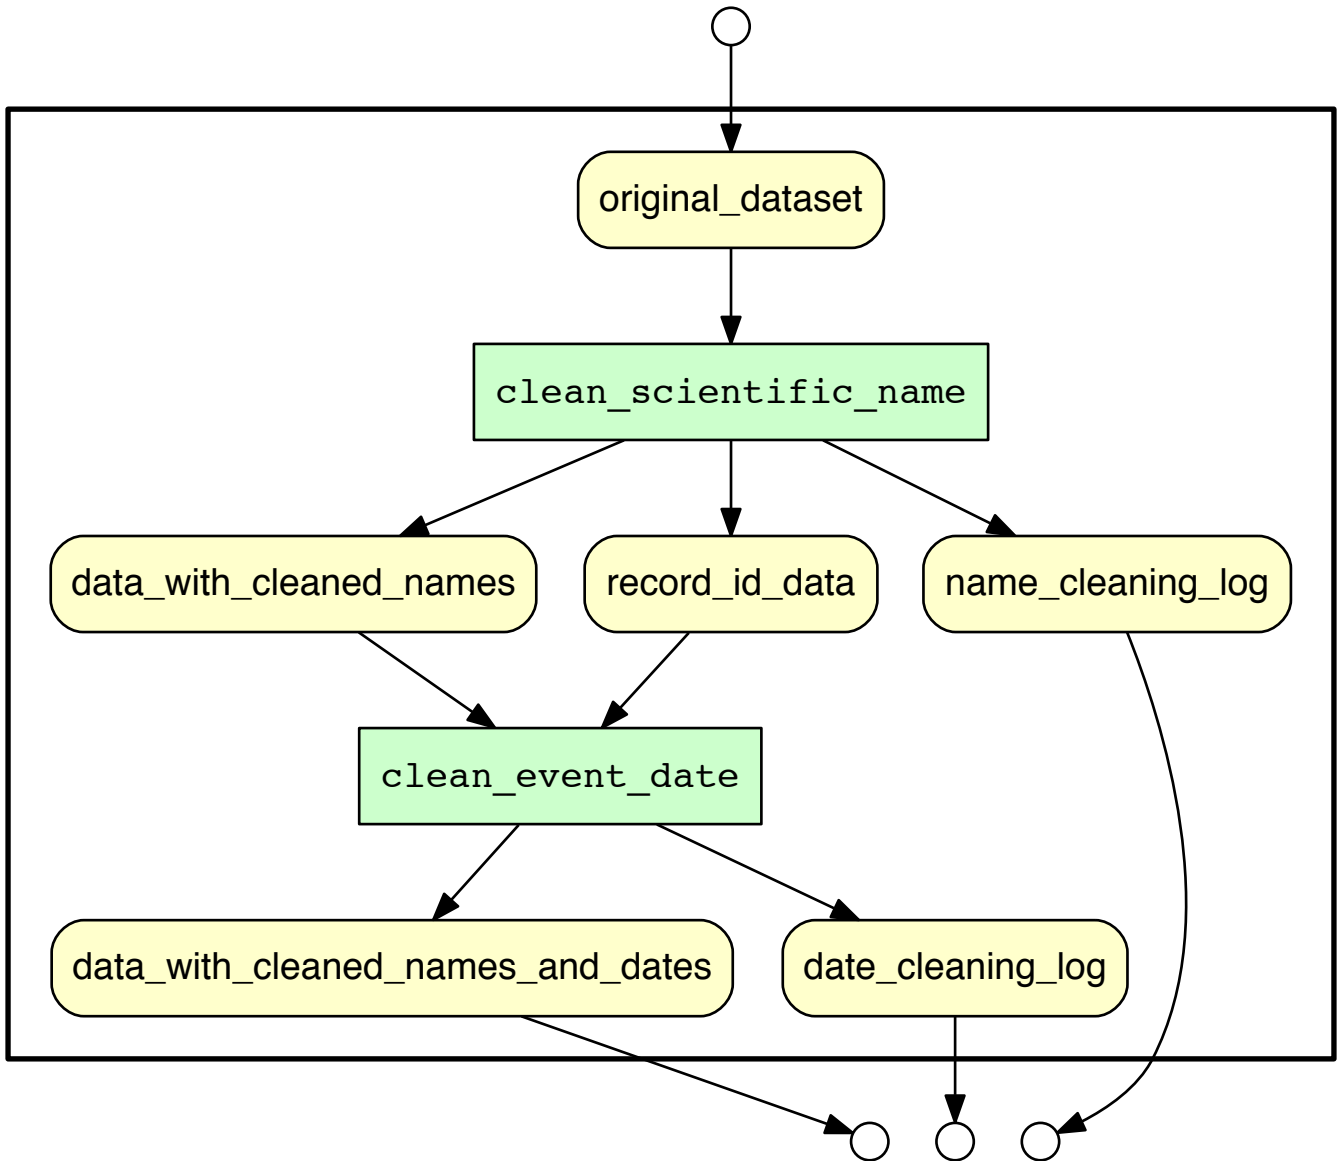 original_dataset
clean_scientific_name
data_with_cleaned_names
record_id_data
name_cleaning_log
clean_event_date
data_with_cleaned_names_and_dates
date_cleaning_log